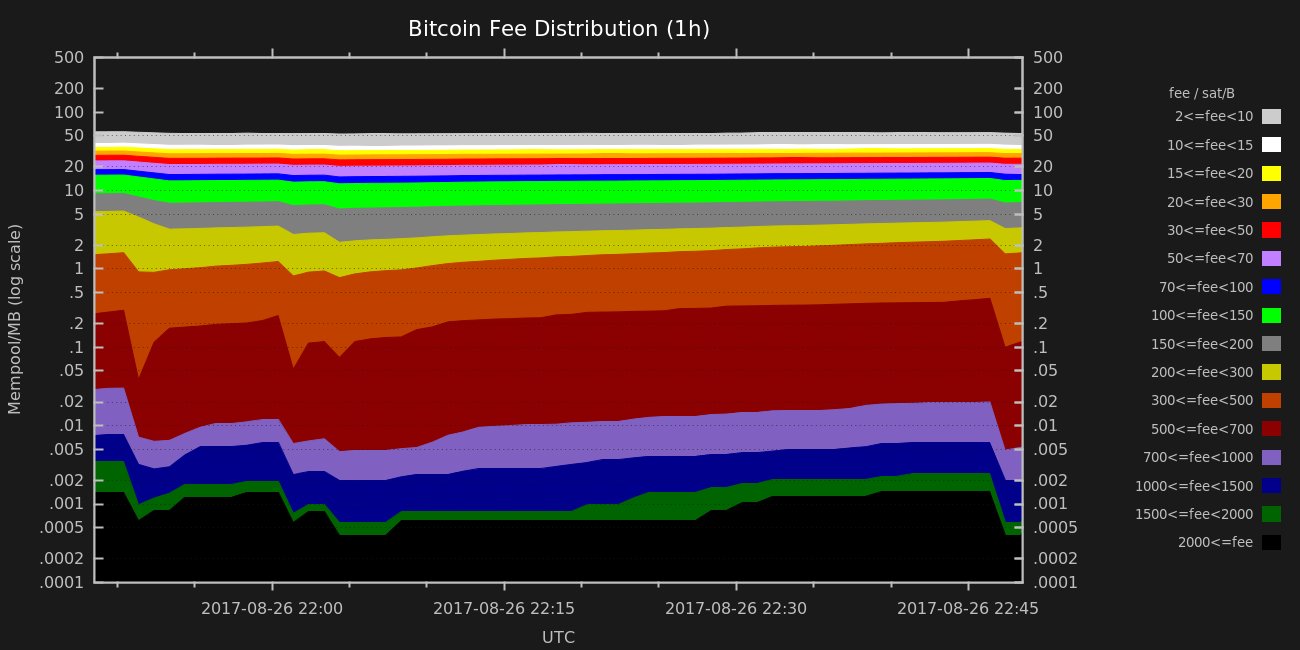 Bitcoin Fee Distribution (1h)
500
200
100
50
20
10
5
2
1
.5
.2
.1
.05
.02
.01
.005
.002
.001
.0005
.0002
.0001
Mempool/MB (log scale)
500
200
100
50
20
10
5
2
1
.5
.2
.1
.05
.02
.01
.005
.002
.001
.0005
.0002
.0001
2017-08-26 22:00
2017-08-26 22:15
2017-08-26 22:30
2017-08-26 22:45
UTC
fee / sat/B
2<=fee<10
10<=fee<15
15<=fee<20
20<=fee<30
30<=fee<50
50<=fee<70
70<=fee<100
100<=fee<150
150<=fee<200
200<=fee<300
300<=fee<500
500<=fee<700
700<=fee<1000
1000<=fee<1500
1500<=fee<2000
2000<=fee